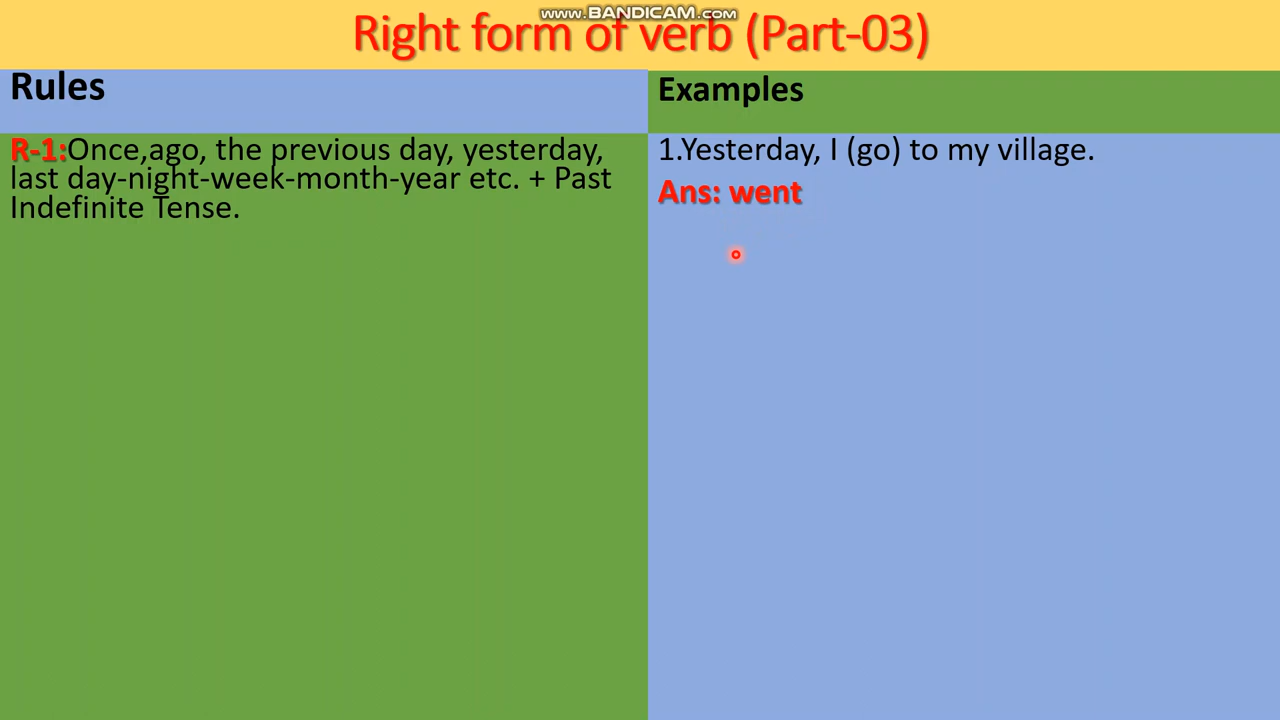 www.BANDICAM.com
Right form of verb (Part-03)
Rules
Examples
R-1:Once,ago, the previous day, yesterday,
last day-night-week-month-year etc. + Past
Indefinite Tense.
1.Yesterday, I (go) to my village.
Ans: went